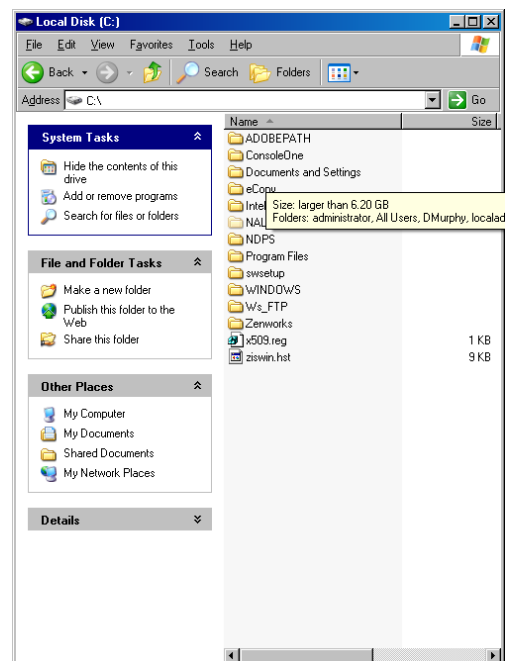 Local Disk (C:)
File Edit View Favorites Tools Help
Back Search Folders
Address C:\ Go
System Tasks
Hide the contents of this
drive
Add or remove programs
Search for files or folders
File and Folder Tasks
Make a new folder
Publish this folder to the
Web
Share this folder
Other Places
My Computer
My Documents
Shared Documents
My Network Places
Details
Name Size
ADOBEPATH
ConsoleOne
Documents and Settings
eCopy
Intel
Size: larger than 6.20 GB
NAL
Folders: administrator, All Users, DMurphy, localad
NDPS
Program Files
swsetup
WINDOWS
Ws_FTP
Zenworks
x509.reg 1 KB
ziswin.hst 9 KB